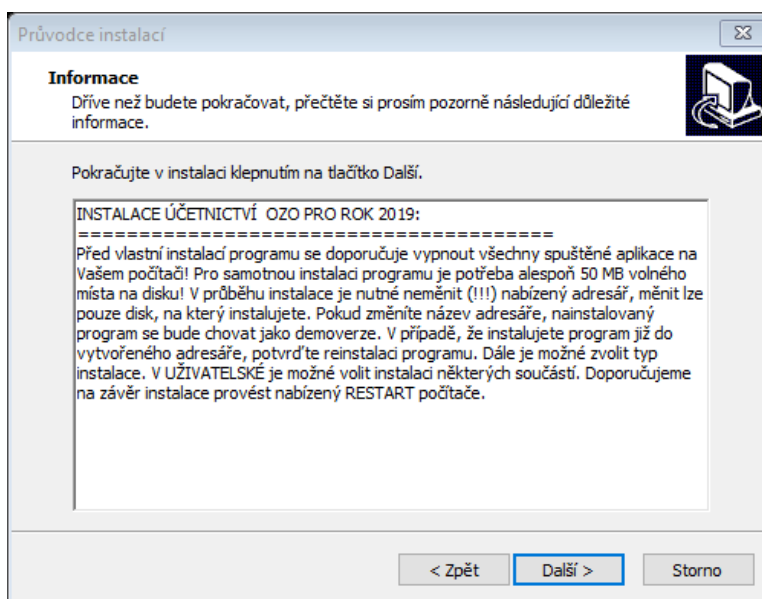 Průvodce instalací
Informace
Dříve než budete pokračovat, přečtěte si prosím pozorně následující důležité
informace.
Pokračujte v instalaci klepnutím na tlačítko Další.
INSTALACE ÚČETNICTVÍ  OZO PRO ROK 2019:
=======================================
Před vlastní instalací programu se doporučuje vypnout všechny spuštěné aplikace na
Vašem počítači! Pro samotnou instalaci programu je potřeba alespoň 50 MB volného
místa na disku! V průběhu instalace je nutné neměnit (!!!) nabízený adresář, měnit lze
pouze disk, na který instalujete. Pokud změníte název adresáře, nainstalovaný
program se bude chovat jako demoverze. V případě, že instalujete program již do
vytvořeného adresáře, potvrďte reinstalaci programu. Dále je možné zvolit typ
instalace. V UŽIVATELSKÉ je možné volit instalaci některých součástí. Doporučujeme
na závěr instalace provést nabízený RESTART počítače.
< Zpět
Další >
Storno